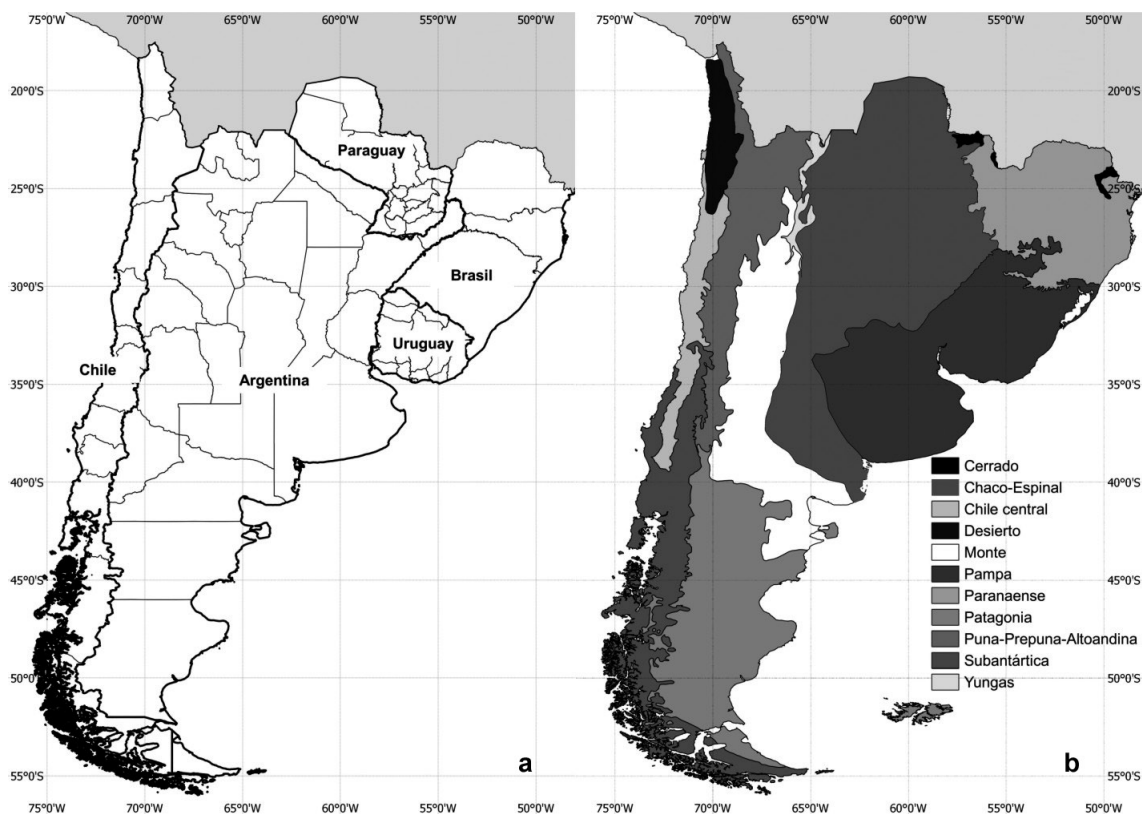 75°0'W 70°0'W 65°0'W 60°0'W 55°0'W 50°0'W
75°0'W 70°0'W 65°0'W 60°0'W 55°0'W 50°0'W
20°0'S
25°0'S
30°0'S
35°0'S
40°0'S
45°0'S
50°0'S
55°0'S
Paraguay
Brasil
Uruguay
Chile
Argentina
a
75°0'W 70°0'W 65°0'W 60°0'W 55°0'W 50°0'W
20°0'S
25°0'S
30°0'S
35°0'S
40°0'S
45°0'S
50°0'S
55°0'S
Cerrado
Chaco-Espinal
Chile central
Desierto
Monte
Pampa
Paranaense
Patagonia
Puna-Prepuna-Altoandina
Subantártica
Yungas
b
75°0'W 70°0'W 65°0'W 60°0'W 55°0'W 50°0'W